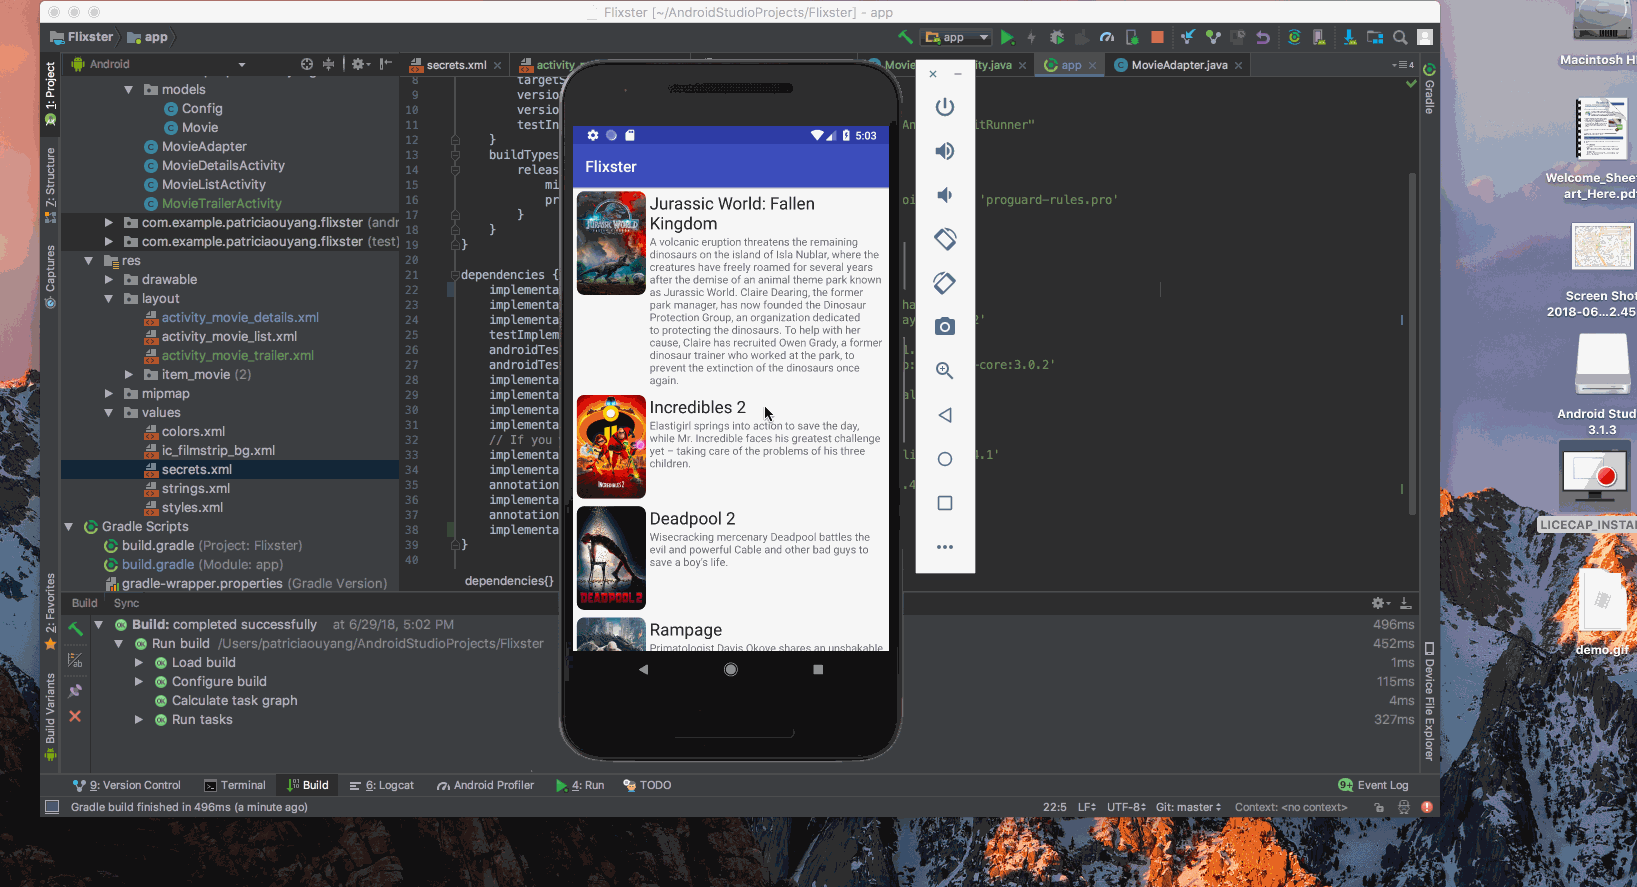 Flixster [~/AndroidStudioProjects/Flixster] - app
Flixster
app
app
1: Project
Z: Structure
Captures
2: Favorites
Build Variants
Android
models
Config
Movie
MovieAdapter
MovieDetailsActivity
MovieListActivity
MovieTrailerActivity
com.example.patriciaouyang.flixster (andr
com.example.patriciaouyang.flixster (test)
res
drawable
layout
activity_movie_details.xml
activity_movie_list.xml
activity_movie_trailer.xml
item_movie (2)
mipmap
values
colors.xml
ic_filmstrip_bg.xml
secrets.xml
strings.xml
styles.xml
Gradle Scripts
build.gradle (Project: Flixster)
build.gradle (Module: app)
gradle-wrapper.properties (Gradle Version)
secrets.xml
activity_
Movie
ty.java
app
MovieAdapter.java
≡4
8 targetS
9 version
10 version
11 testIn
itRunner"
12 }
13 buildTypes
14 releas
15 mi
16 pr
'proguard-rules.pro'
17 }
18 }
19 }
20
21 dependencies {
22 implementa
23 implementa
24 implementa
25 testImplem
26 androidTes
27 androidTes
-core:3.0.2'
28 implementa
29 implementa
30 implementa
31 implementa
32 // If you
33 implementa
34 implementa
35 annotation
36 implementa
37 annotation
38 implementa
39 }
40
dependencies{}
5:03
Flixster
JURASSIC WORLD
Jurassic World: Fallen
Kingdom
A volcanic eruption threatens the remaining
dinosaurs on the island of Isla Nublar, where the
creatures have freely roamed for several years
after the demise of an animal theme park known
as Jurassic World. Claire Dearing, the former
park manager, has now founded the Dinosaur
Protection Group, an organization dedicated
to protecting the dinosaurs. To help with her
cause, Claire has recruited Owen Grady, a former
dinosaur trainer who worked at the park, to
prevent the extinction of the dinosaurs once
again.
INCREDIBLES 2
Incredibles 2
Elastigirl springs into action to save the day,
while Mr. Incredible faces his greatest challenge
yet – taking care of the problems of his three
children.
DEADPOOL 2
Deadpool 2
Wisecracking mercenary Deadpool battles the
evil and powerful Cable and other bad guys to
save a boy's life.
Rampage
Primatologist Davis Okoye shares an unshakable
Gradle
Device File Explorer
Build
Sync
Build: completed successfully at 6/29/18, 5:02 PM
496ms
Run build /Users/patriciaouyang/AndroidStudioProjects/Flixster
452ms
Load build
1ms
Configure build
115ms
Calculate task graph
4ms
Run tasks
327ms
9: Version Control
Terminal
Build
6: Logcat
Android Profiler
4: Run
TODO
Event Log
Gradle build finished in 496ms (a minute ago)
22:5
LF
UTF-8
Git: master
Context: <no context>
Macintosh H
Welcome_Shee
art_Here.pd
Screen Shot
2018-06...2.45
Android Stud
3.1.3
LICECAP_INSTA
demo.gif